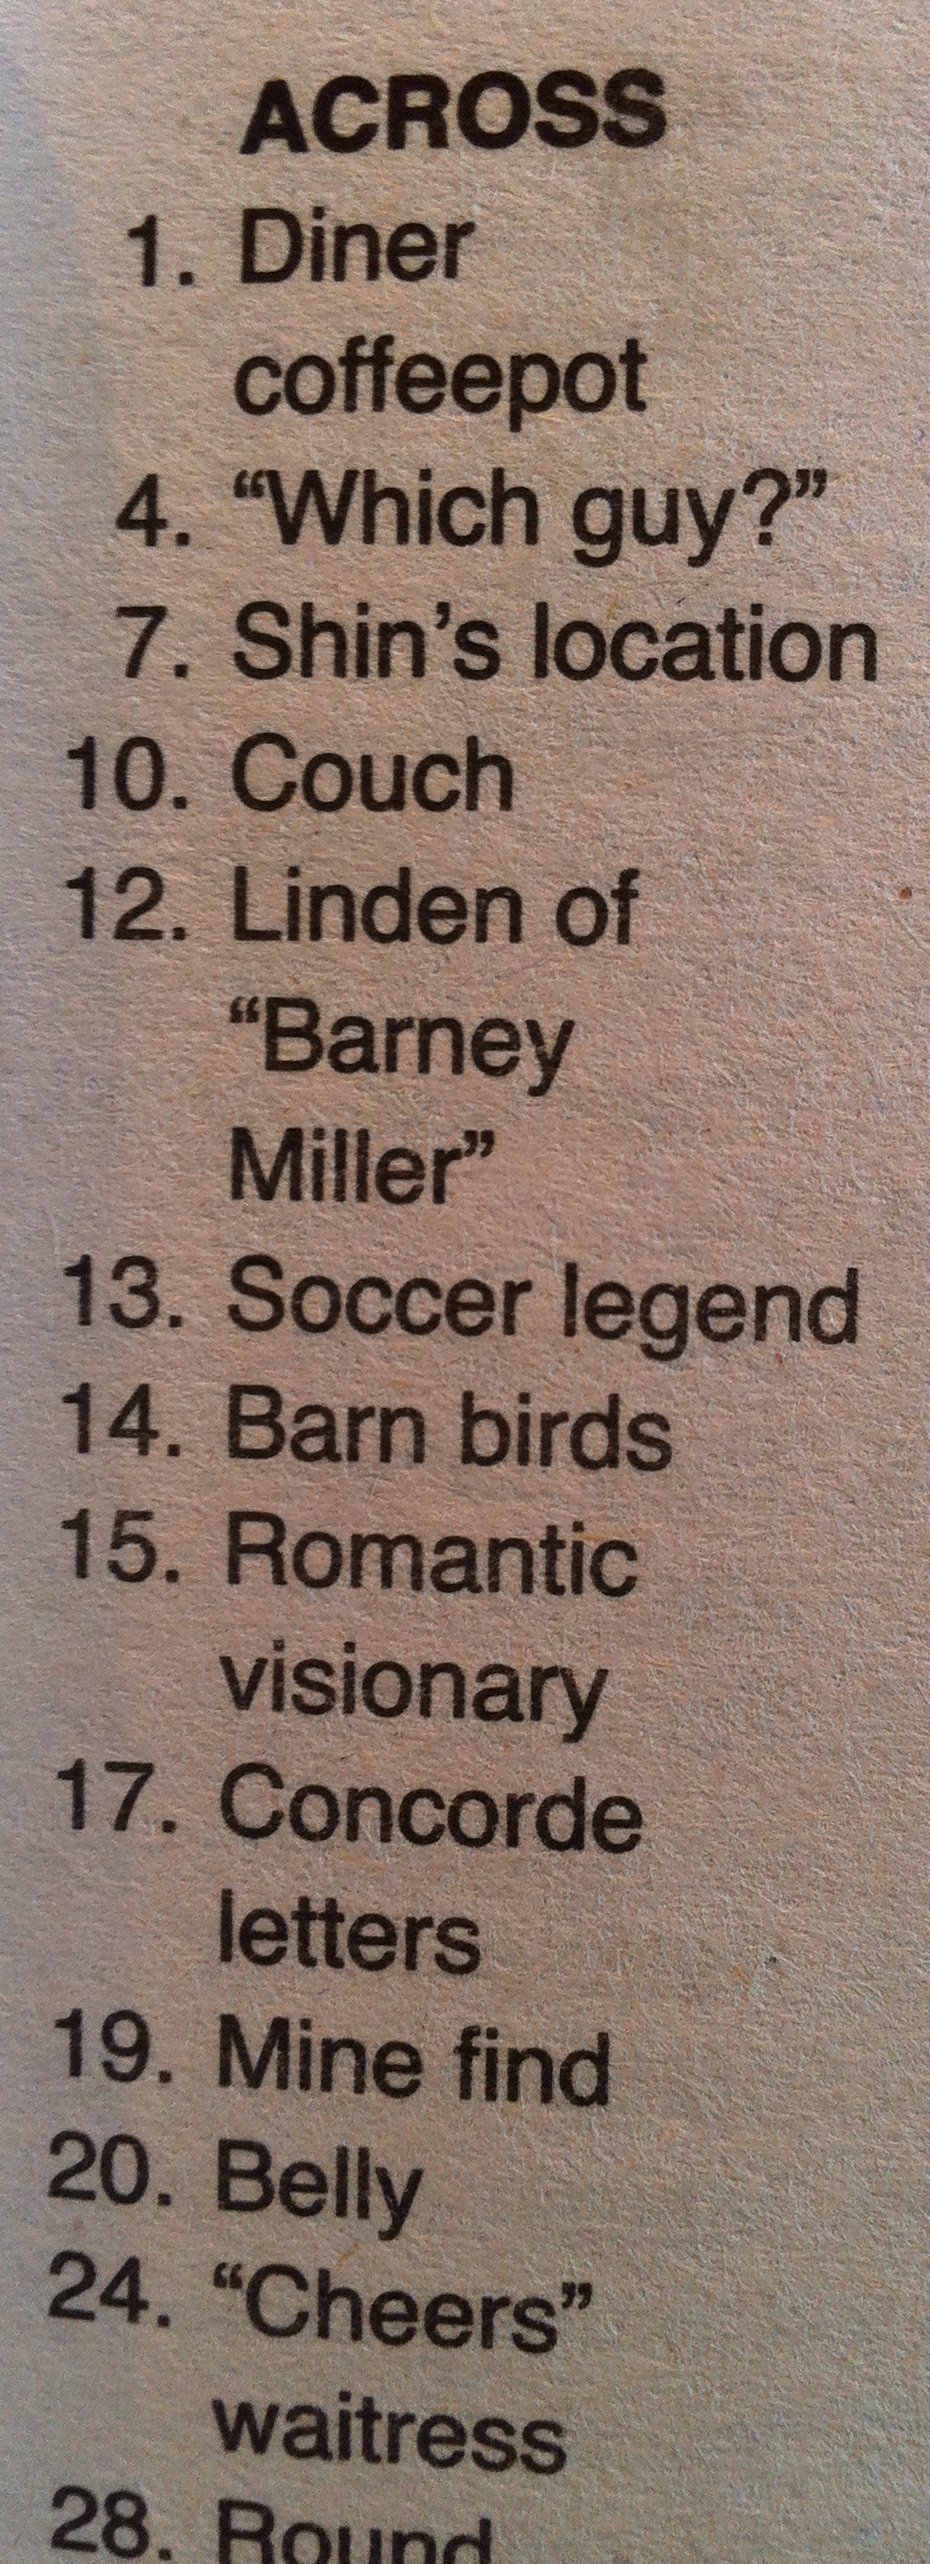 ACROSS
1. Diner
coffeepot
4. “Which guy?”
7. Shin’s location
10. Couch
12. Linden of
“Barney
Miller”
13. Soccer legend
14. Barn birds
15. Romantic
visionary
17. Concorde
letters
19. Mine find
20. Belly
24. “Cheers”
waitress
28. Round